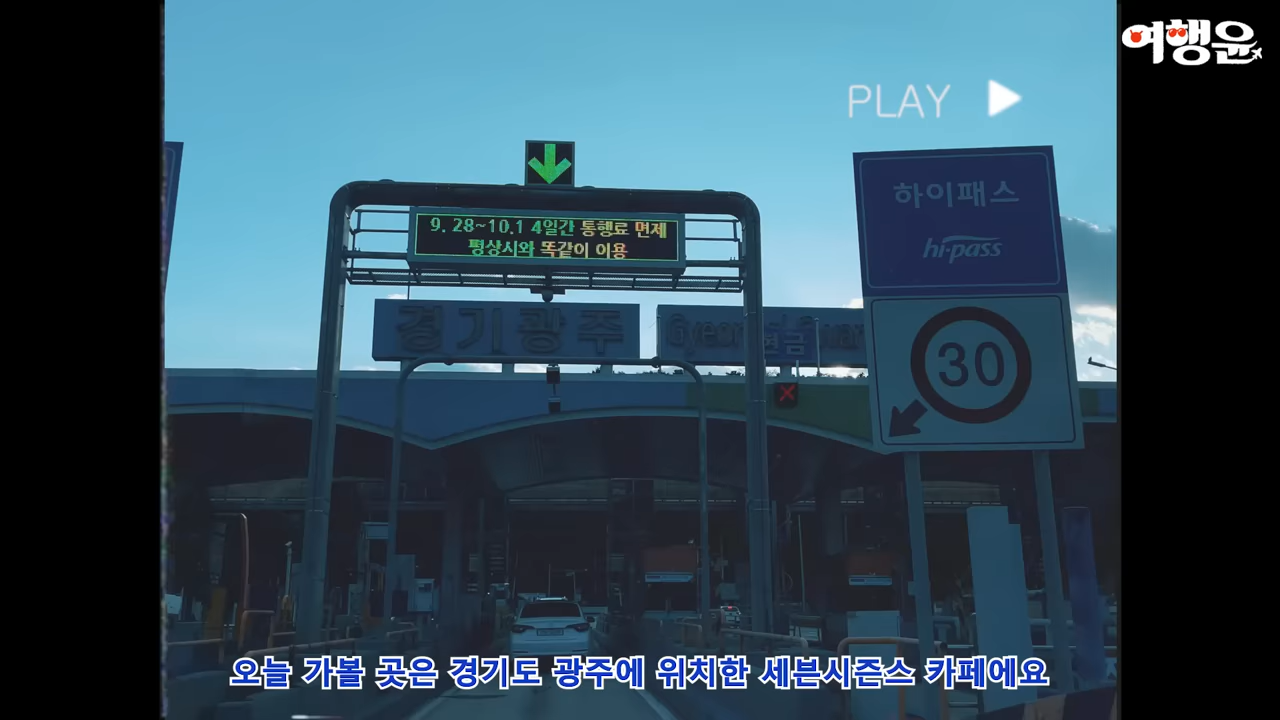 여행윤
PLAY
9. 28~10.1 4일간 통행료 면제
평상시와 똑같이 이용
하이패스
hi-pass
경기광주
현금
30
오늘 가볼 곳은 경기도 광주에 위치한 세븐시즌스 카페에요